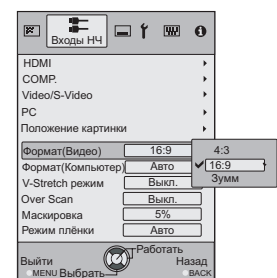 Входы НЧ
HDMI
COMP.
Video/S-Video
PC
Положение картинки
Формат(Видео) 16:9
4:3
16:9
Зумм
Формат(Компьютер) Авто
V-Stretch режим Выкл.
Over Scan Выкл.
Маскировка 5%
Режим плёнки Авто
Работать
Выйти Назад
MENU Выбрать BACK